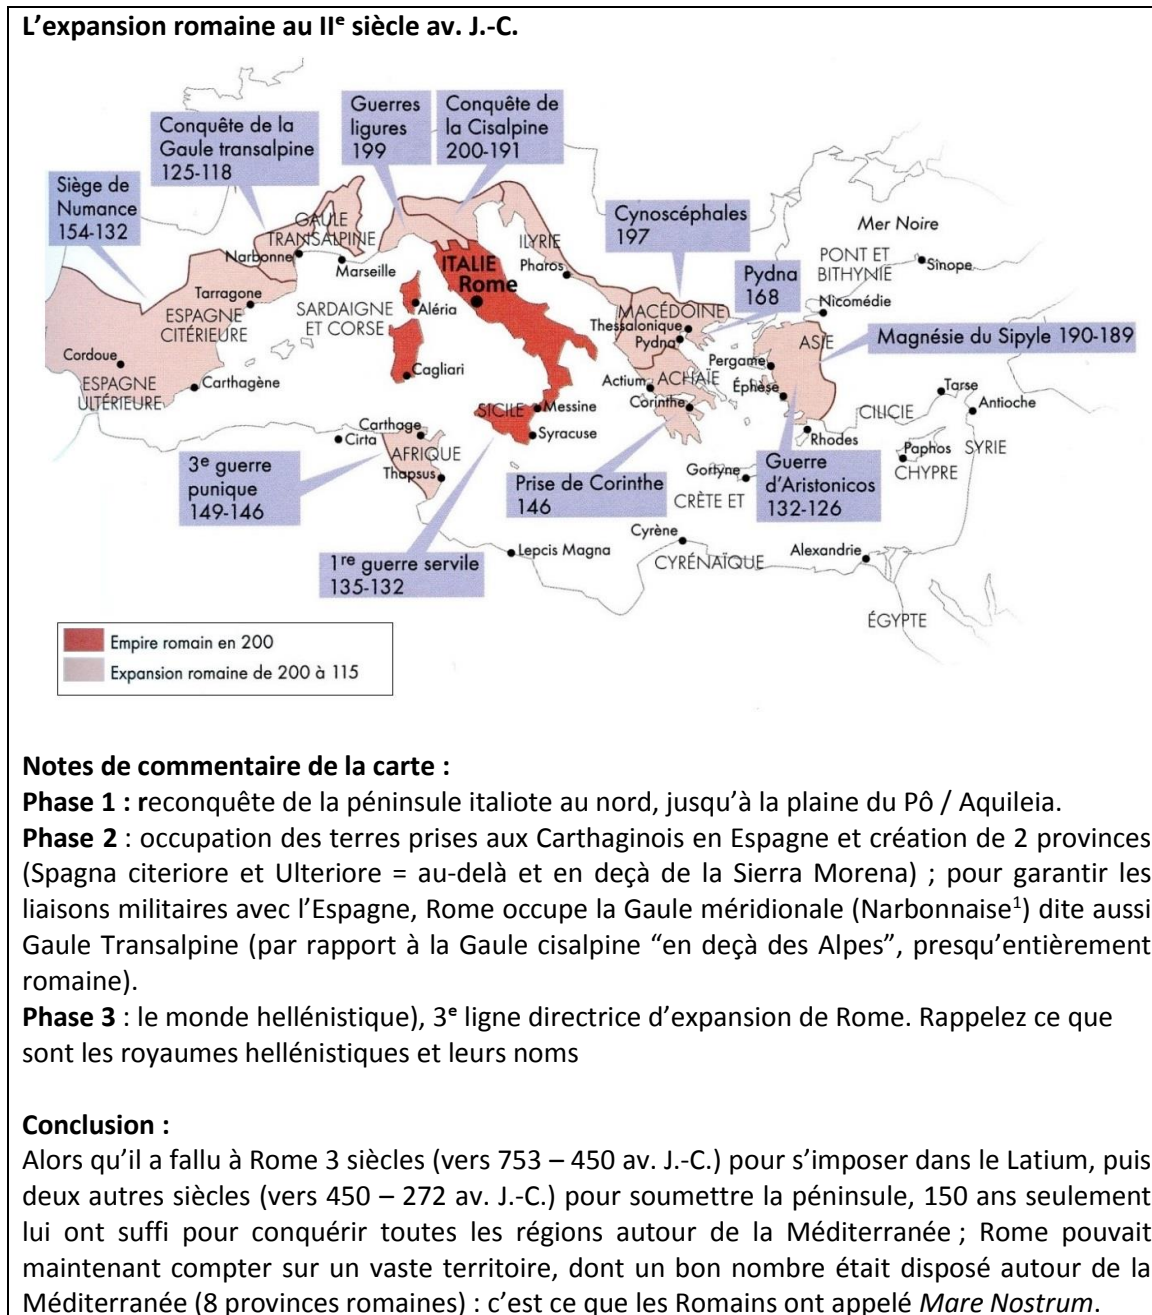 L’expansion romaine au IIᵉ siècle av. J.-C.
Guerres
ligures
199
Conquête de
la Cisalpine
200-191
Conquête de la
Gaule transalpine
125-118
Siège de
Numance
154-132
Cynoscéphales
197
Mer Noire
GAULE
TRANSALPINE
Narbonne
Marseille
ITALIE
Rome
ILYRIE
Pharos
PONT ET
BITHYNIE
Sinope
Pydna
168
Nicomédie
Tarragone
ESPAGNE
CITÉRIEURE
SARDAIGNE
ET CORSE
Aléria
MACÉDOINE
Thessalonique
Pydna
ASIE
Magnésie du Sipyle 190-189
Cordoue
ESPAGNE
ULTÉRIEURE
Carthagène
Cagliari
Pergame
Actium
ACHAÏE
Éphèse
Corinthe
Tarse
Antioche
CILICIE
SICILE
Messine
Syracuse
Carthage
Cirta
AFRIQUE
Thapsus
Rhodes
Paphos
CHYPRE
SYRIE
3ᵉ guerre
punique
149-146
Prise de Corinthe
146
Gortyne
CRÈTE ET
Guerre
d’Aristonicos
132-126
1ʳᵉ guerre servile
135-132
Lepcis Magna
Cyrène
CYRÉNAÏQUE
Alexandrie
ÉGYPTE
Empire romain en 200
Expansion romaine de 200 à 115
Notes de commentaire de la carte :
Phase 1 : reconquête de la péninsule italiote au nord, jusqu’à la plaine du Pô / Aquileia.
Phase 2 : occupation des terres prises aux Carthaginois en Espagne et création de 2 provinces
(Spagna citeriore et Ulteriore = au-delà et en deçà de la Sierra Morena) ; pour garantir les
liaisons militaires avec l’Espagne, Rome occupe la Gaule méridionale (Narbonnaise¹) dite aussi
Gaule Transalpine (par rapport à la Gaule cisalpine “en deçà des Alpes”, presqu’entièrement
romaine).
Phase 3 : le monde hellénistique), 3ᵉ ligne directrice d’expansion de Rome. Rappelez ce que
sont les royaumes hellénistiques et leurs noms
Conclusion :
Alors qu’il a fallu à Rome 3 siècles (vers 753 – 450 av. J.-C.) pour s’imposer dans le Latium, puis
deux autres siècles (vers 450 – 272 av. J.-C.) pour soumettre la péninsule, 150 ans seulement
lui ont suffi pour conquérir toutes les régions autour de la Méditerranée ; Rome pouvait
maintenant compter sur un vaste territoire, dont un bon nombre était disposé autour de la
Méditerranée (8 provinces romaines) : c’est ce que les Romains ont appelé Mare Nostrum.